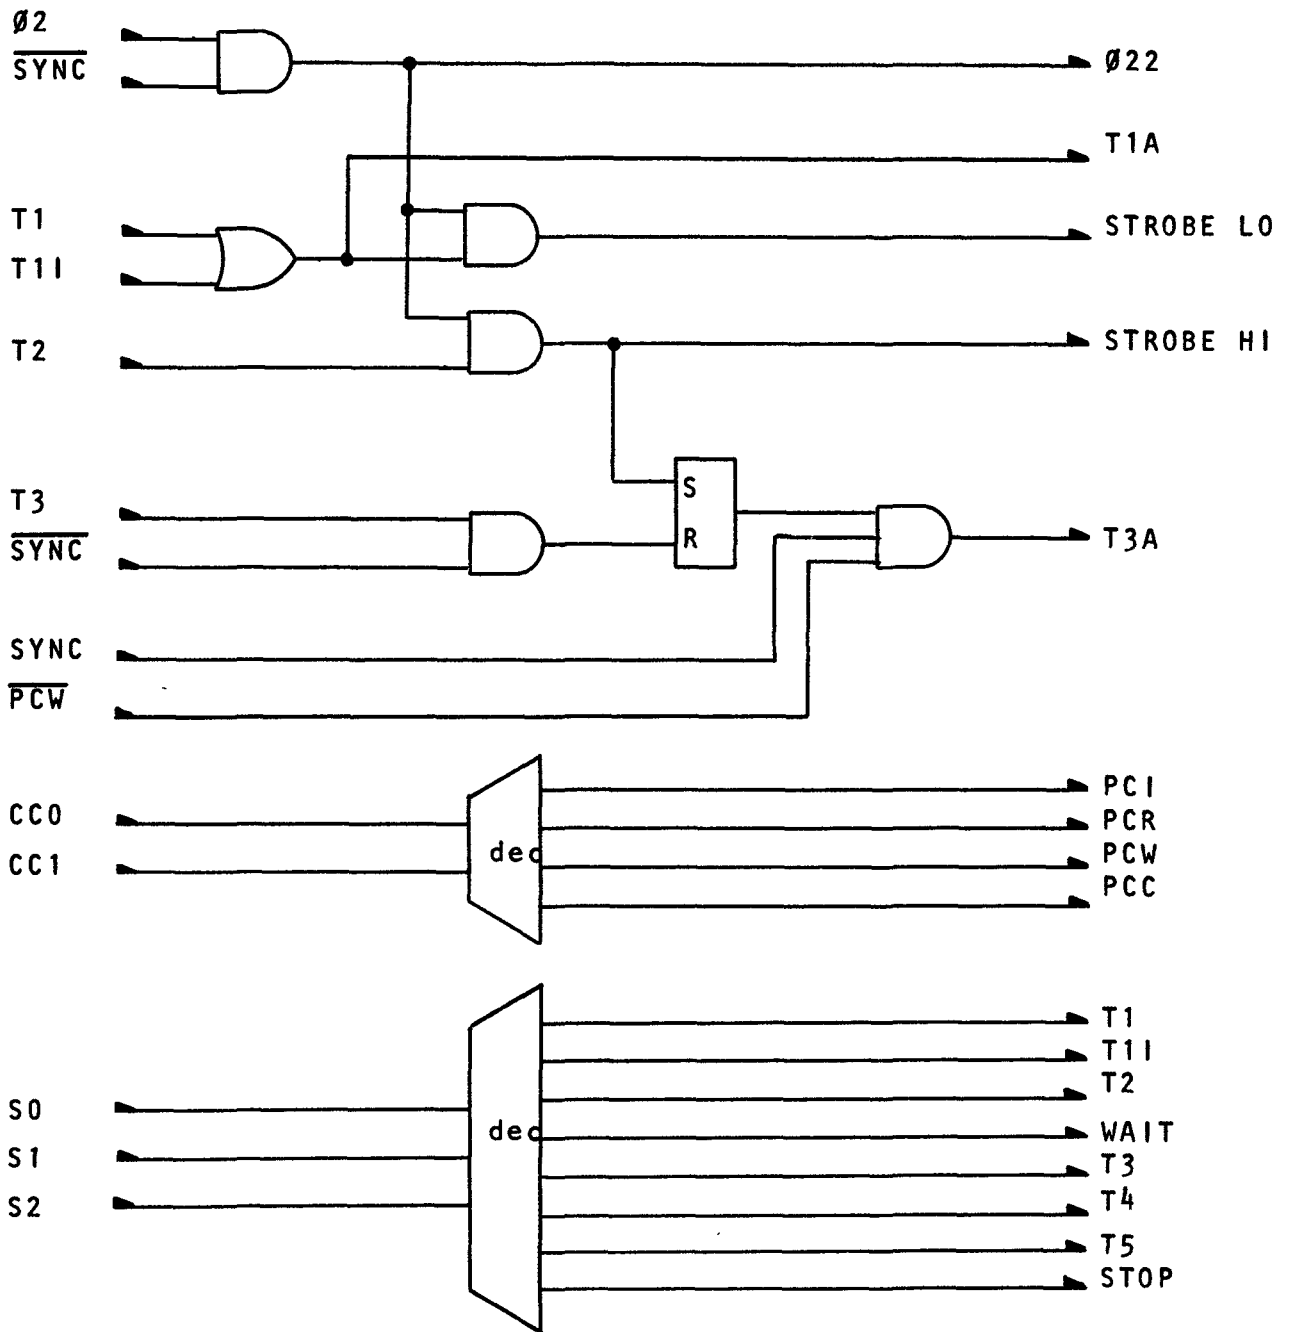 Ø2
SYNC
Ø22
T1A
T1
T1I
STROBE LO
T2
STROBE HI
T3
SYNC
S
R
T3A
SYNC
PCW
CC0
CC1
dec
PCI
PCR
PCW
PCC
S0
S1
S2
dec
T1
T1I
T2
WAIT
T3
T4
T5
STOP